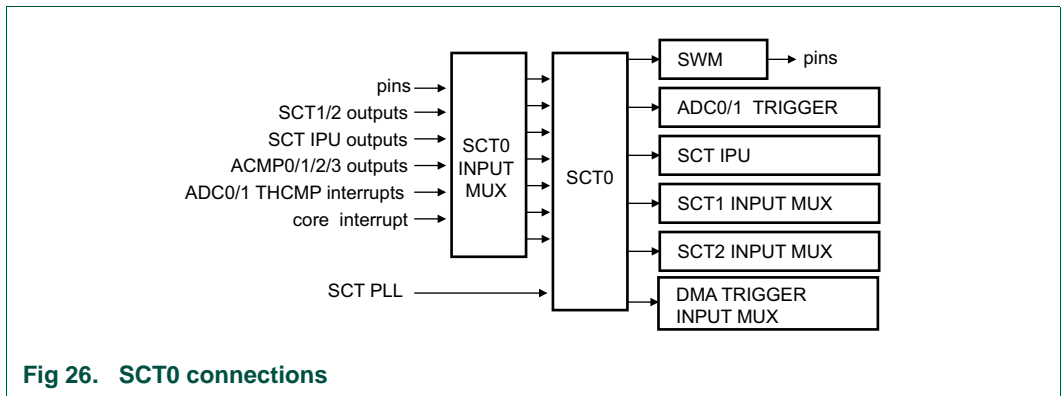 pins
SCT1/2 outputs
SCT IPU outputs
ACMP0/1/2/3 outputs
ADC0/1 THCMP interrupts
core interrupt
SCT PLL
SCT0
INPUT
MUX
SCT0
SWM
pins
ADC0/1 TRIGGER
SCT IPU
SCT1 INPUT MUX
SCT2 INPUT MUX
DMA TRIGGER
INPUT MUX
Fig 26. SCT0 connections